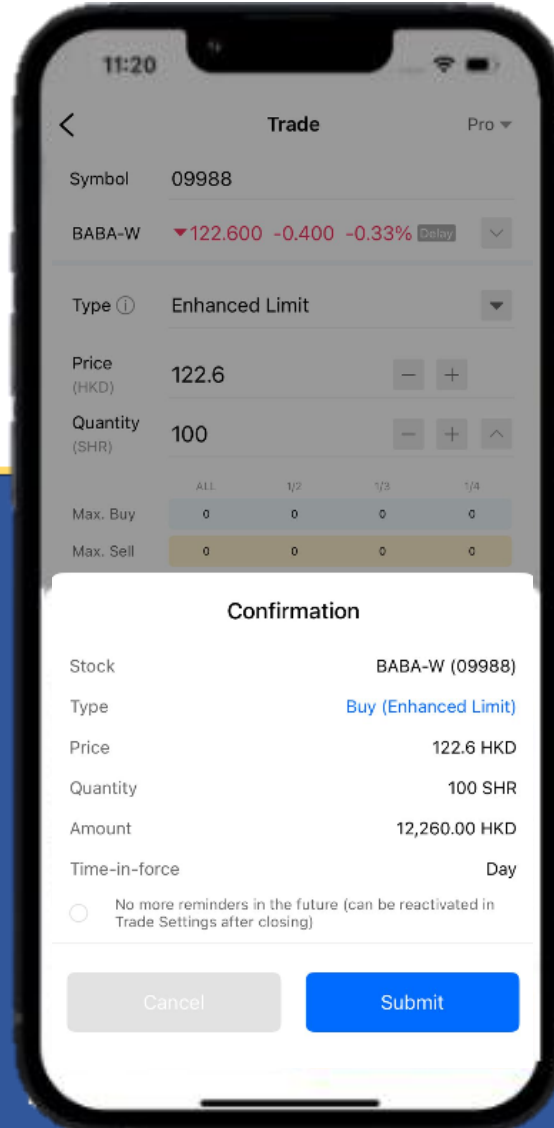 11:20
Trade
Pro
Symbol 09988
BABA-W ▼122.600 -0.400 -0.33% Delay
Type ⓘ Enhanced Limit
Price
(HKD) 122.6 − +
Quantity
(SHR) 100 − +
ALL 1/2 1/3 1/4
Max. Buy 0 0 0 0
Max. Sell 0 0 0 0
Confirmation
Stock BABA-W (09988)
Type Buy (Enhanced Limit)
Price 122.6 HKD
Quantity 100 SHR
Amount 12,260.00 HKD
Time-in-force Day
No more reminders in the future (can be reactivated in
Trade Settings after closing)
Cancel Submit